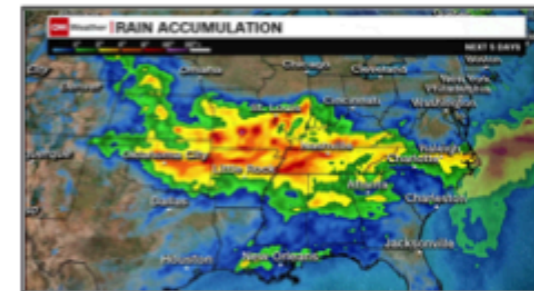 CNN Weather RAIN ACCUMULATION
NEXT 5 DAYS
Omaha
Chicago
Cleveland
New York
Denver
Philadelphia
St. Louis
Cincinnati
Washington
Oklahoma City
Nashville
Raleigh
Little Rock
Charlotte
Atlanta
Dallas
Charleston
Jacksonville
Houston
New Orleans